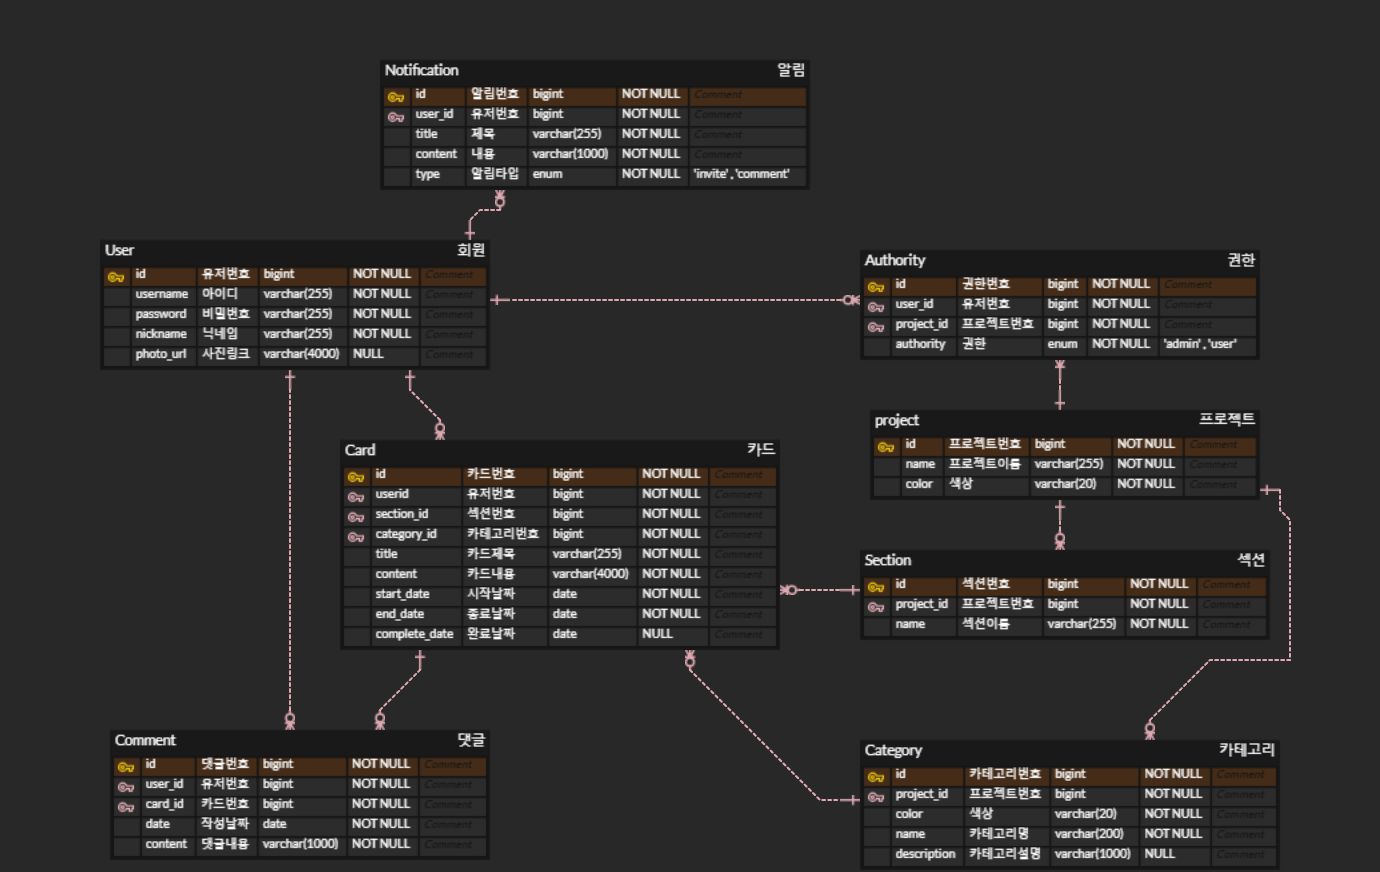 Notification 알림
id 알림번호 bigint NOT NULL Comment
user_id 유저번호 bigint NOT NULL Comment
title 제목 varchar(255) NOT NULL Comment
content 내용 varchar(1000) NOT NULL Comment
type 알림타입 enum NOT NULL 'invite' , 'comment'
User 회원
id 유저번호 bigint NOT NULL Comment
username 아이디 varchar(255) NOT NULL Comment
password 비밀번호 varchar(255) NOT NULL Comment
nickname 닉네임 varchar(255) NOT NULL Comment
photo_url 사진링크 varchar(4000) NULL Comment
Authority 권한
id 권한번호 bigint NOT NULL Comment
user_id 유저번호 bigint NOT NULL Comment
project_id 프로젝트번호 bigint NOT NULL Comment
authority 권한 enum NOT NULL 'admin' , 'user'
project 프로젝트
id 프로젝트번호 bigint NOT NULL Comment
name 프로젝트이름 varchar(255) NOT NULL Comment
color 색상 varchar(20) NOT NULL Comment
Card 카드
id 카드번호 bigint NOT NULL Comment
userid 유저번호 bigint NOT NULL Comment
section_id 섹션번호 bigint NOT NULL Comment
category_id 카테고리번호 bigint NOT NULL Comment
title 카드제목 varchar(255) NOT NULL Comment
content 카드내용 varchar(4000) NOT NULL Comment
start_date 시작날짜 date NOT NULL Comment
end_date 종료날짜 date NOT NULL Comment
complete_date 완료날짜 date NULL Comment
Section 섹션
id 섹션번호 bigint NOT NULL Comment
project_id 프로젝트번호 bigint NOT NULL Comment
name 섹션이름 varchar(255) NOT NULL Comment
Comment 댓글
id 댓글번호 bigint NOT NULL Comment
user_id 유저번호 bigint NOT NULL Comment
card_id 카드번호 bigint NOT NULL Comment
date 작성날짜 date NOT NULL Comment
content 댓글내용 varchar(1000) NOT NULL Comment
Category 카테고리
id 카테고리번호 bigint NOT NULL Comment
project_id 프로젝트번호 bigint NOT NULL Comment
color 색상 varchar(20) NOT NULL Comment
name 카테고리명 varchar(200) NOT NULL Comment
description 카테고리설명 varchar(1000) NULL Comment